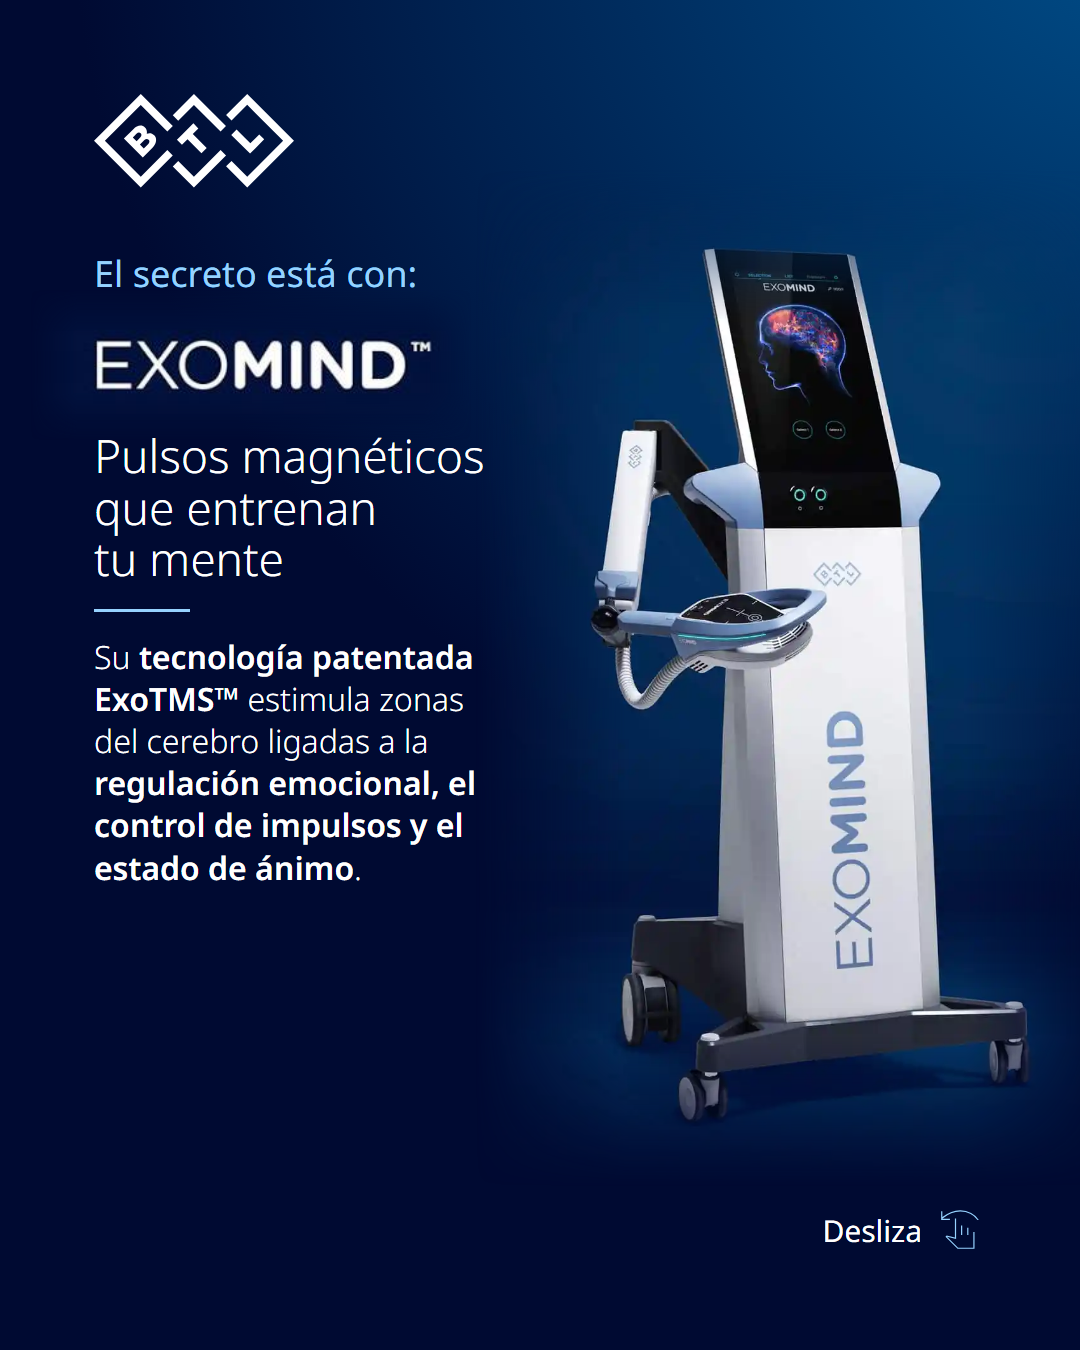 BTL
El secreto está con:
EXOMIND™
Pulsos magnéticos
que entrenan
tu mente
Su tecnología patentada
ExoTMS™ estimula zonas
del cerebro ligadas a la
regulación emocional, el
control de impulsos y el
estado de ánimo.
EXOMIND
BTL
EXOMIND
Desliza